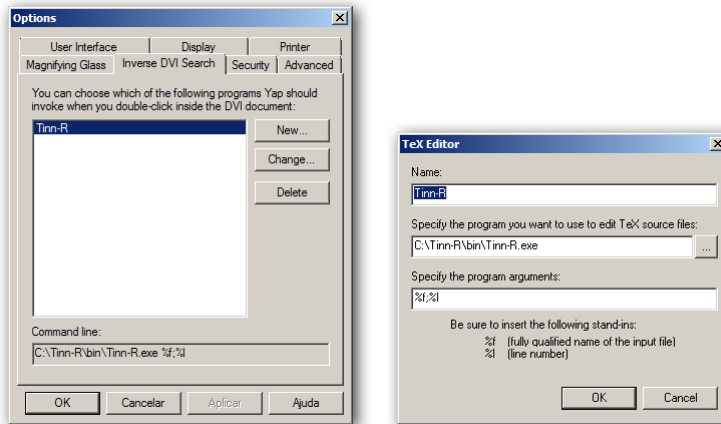 Options
User Interface Display Printer
Magnifying Glass Inverse DVI Search Security Advanced
You can choose which of the following programs Yap should
invoke when you double-click inside the DVI document:
Tinn-R
New...
Change...
Delete
Command line:
C:\Tinn-R\bin\Tinn-R.exe %f;%l
OK Cancelar Aplicar Ajuda
TeX Editor
Name:
Tinn-R
Specify the program you want to use to edit TeX source files:
C:\Tinn-R\bin\Tinn-R.exe
...
Specify the program arguments:
%f;%l
Be sure to insert the following stand-ins:
%f (fully qualified name of the input file)
%l (line number)
OK Cancel